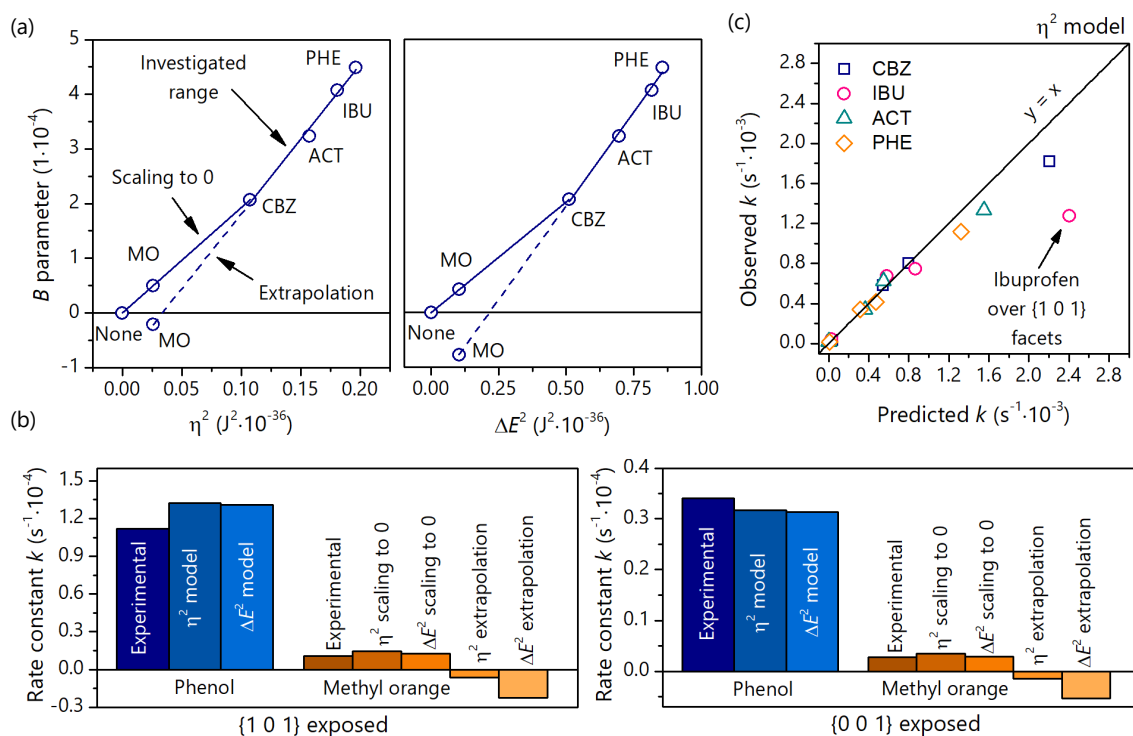 (a)
B parameter (1·10⁻⁴)
5
4
3
2
1
0
-1
Investigated
range
Scaling to 0
MO
None
MO
Extrapolation
CBZ
ACT
IBU
PHE
0.00
0.05
0.10
0.15
0.20
η² (J²·10⁻³⁶)
PHE
IBU
ACT
CBZ
MO
None
MO
0.00
0.25
0.50
0.75
1.00
ΔE² (J²·10⁻³⁶)
(c)
η² model
Observed k (s⁻¹·10⁻³)
2.8
2.4
2.0
1.6
1.2
0.8
0.4
0.0
CBZ
IBU
ACT
PHE
y = x
Ibuprofen
over {1 0 1}
facets
0.0
0.4
0.8
1.2
1.6
2.0
2.4
2.8
Predicted k (s⁻¹·10⁻³)
(b)
Rate constant k (s⁻¹·10⁻⁴)
1.5
1.2
0.9
0.6
0.3
0.0
-0.3
Experimental
η² model
ΔE² model
Experimental
η² scaling to 0
ΔE² scaling to 0
η² extrapolation
ΔE² extrapolation
Phenol
Methyl orange
{1 0 1} exposed
Rate constant k (s⁻¹·10⁻⁴)
0.4
0.3
0.2
0.1
0.0
Experimental
η² model
ΔE² model
Experimental
η² scaling to 0
ΔE² scaling to 0
η² extrapolation
ΔE² extrapolation
Phenol
Methyl orange
{0 0 1} exposed